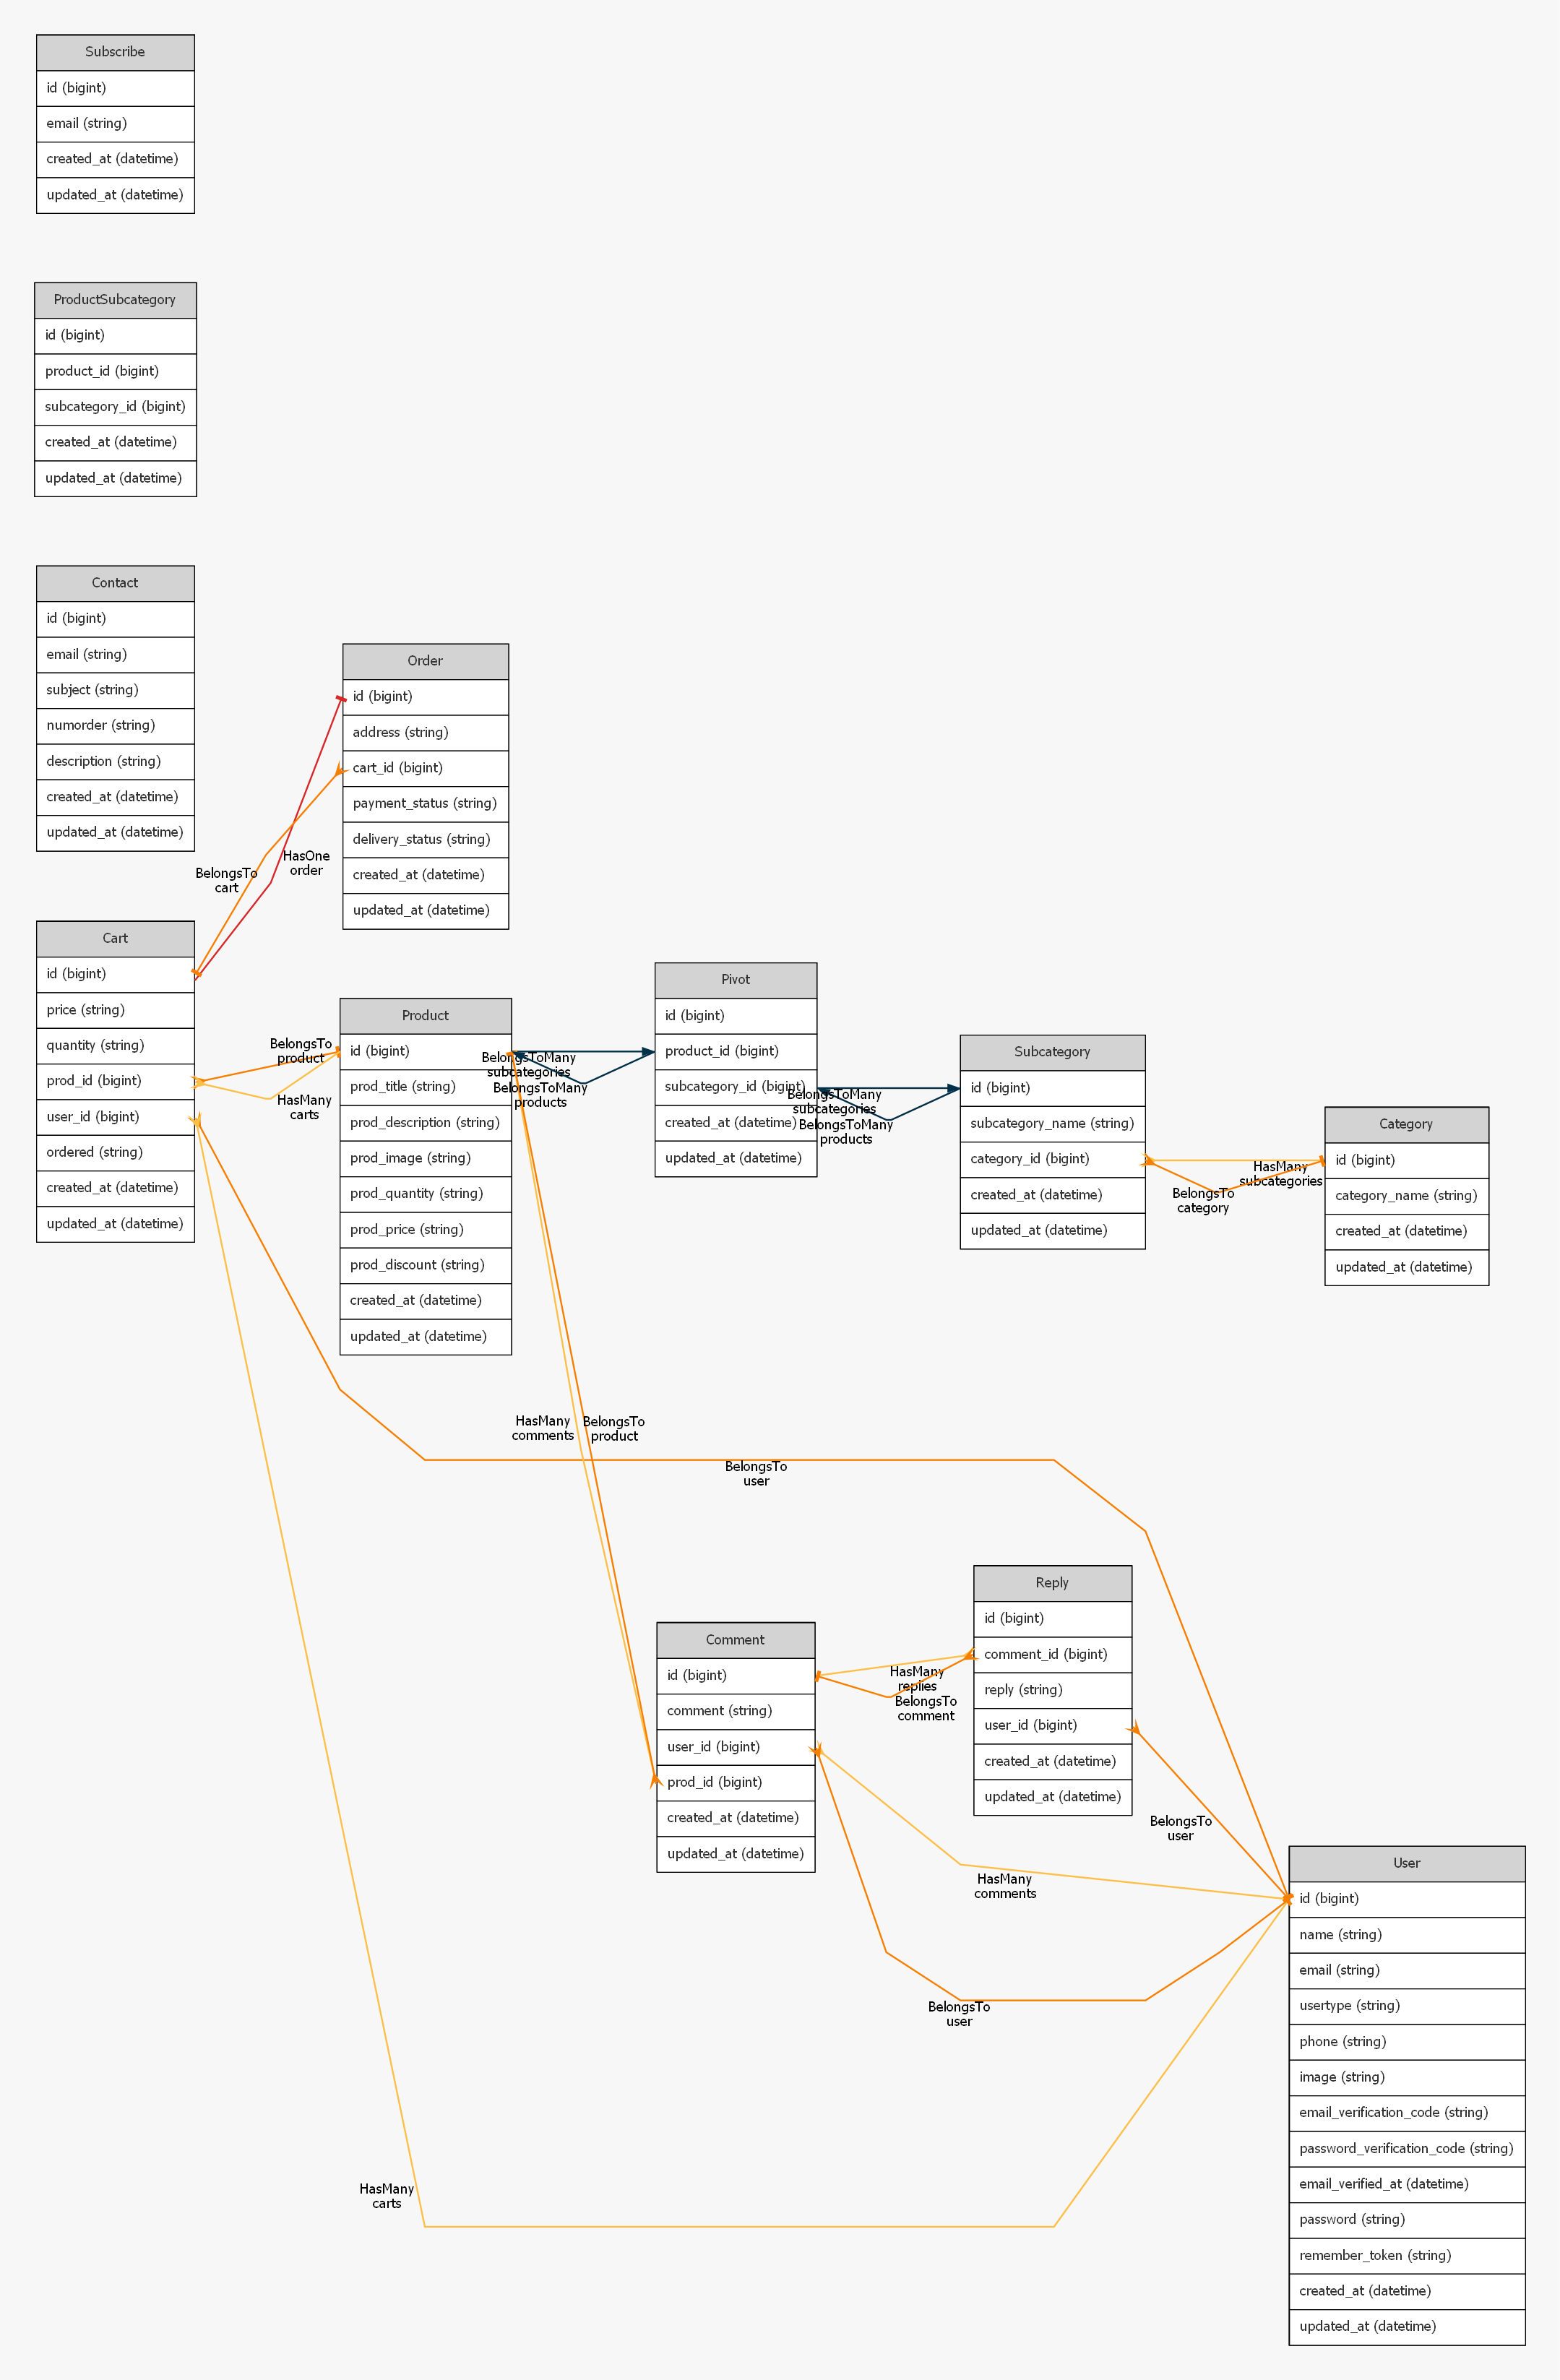 Subscribe
id (bigint)
email (string)
created_at (datetime)
updated_at (datetime)
ProductSubcategory
id (bigint)
product_id (bigint)
subcategory_id (bigint)
created_at (datetime)
updated_at (datetime)
Contact
id (bigint)
email (string)
subject (string)
numorder (string)
description (string)
created_at (datetime)
updated_at (datetime)
Order
id (bigint)
address (string)
cart_id (bigint)
payment_status (string)
delivery_status (string)
created_at (datetime)
updated_at (datetime)
HasOne
order
BelongsTo
cart
Cart
id (bigint)
price (string)
quantity (string)
prod_id (bigint)
user_id (bigint)
ordered (string)
created_at (datetime)
updated_at (datetime)
BelongsTo
product
HasMany
carts
Product
id (bigint)
prod_title (string)
prod_description (string)
prod_image (string)
prod_quantity (string)
prod_price (string)
prod_discount (string)
created_at (datetime)
updated_at (datetime)
BelongsToMany
subcategories
BelongsToMany
products
Pivot
id (bigint)
product_id (bigint)
subcategory_id (bigint)
created_at (datetime)
updated_at (datetime)
BelongsToMany
subcategories
BelongsToMany
products
Subcategory
id (bigint)
subcategory_name (string)
category_id (bigint)
created_at (datetime)
updated_at (datetime)
HasMany
subcategories
BelongsTo
category
Category
id (bigint)
category_name (string)
created_at (datetime)
updated_at (datetime)
HasMany
comments
BelongsTo
product
BelongsTo
user
Comment
id (bigint)
comment (string)
user_id (bigint)
prod_id (bigint)
created_at (datetime)
updated_at (datetime)
HasMany
replies
BelongsTo
comment
Reply
id (bigint)
comment_id (bigint)
reply (string)
user_id (bigint)
created_at (datetime)
updated_at (datetime)
BelongsTo
user
HasMany
comments
BelongsTo
user
HasMany
carts
User
id (bigint)
name (string)
email (string)
usertype (string)
phone (string)
image (string)
email_verification_code (string)
password_verification_code (string)
email_verified_at (datetime)
password (string)
remember_token (string)
created_at (datetime)
updated_at (datetime)